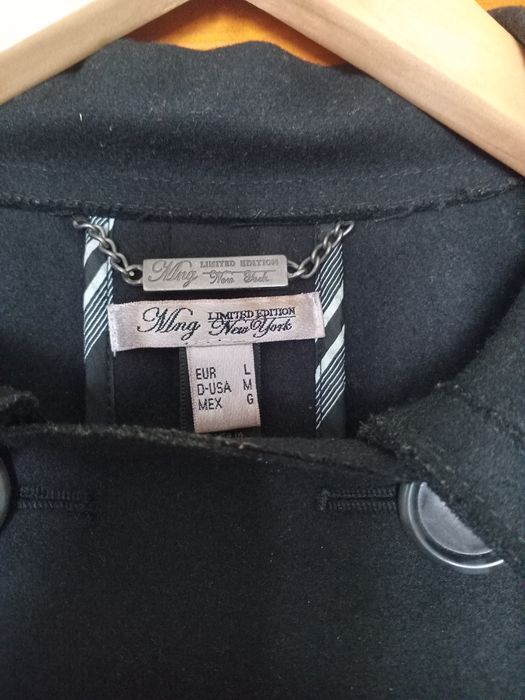 Mng LIMITED EDITION
New York
Mng LIMITED EDITION
New York
EUR L
D-USA M
MEX G